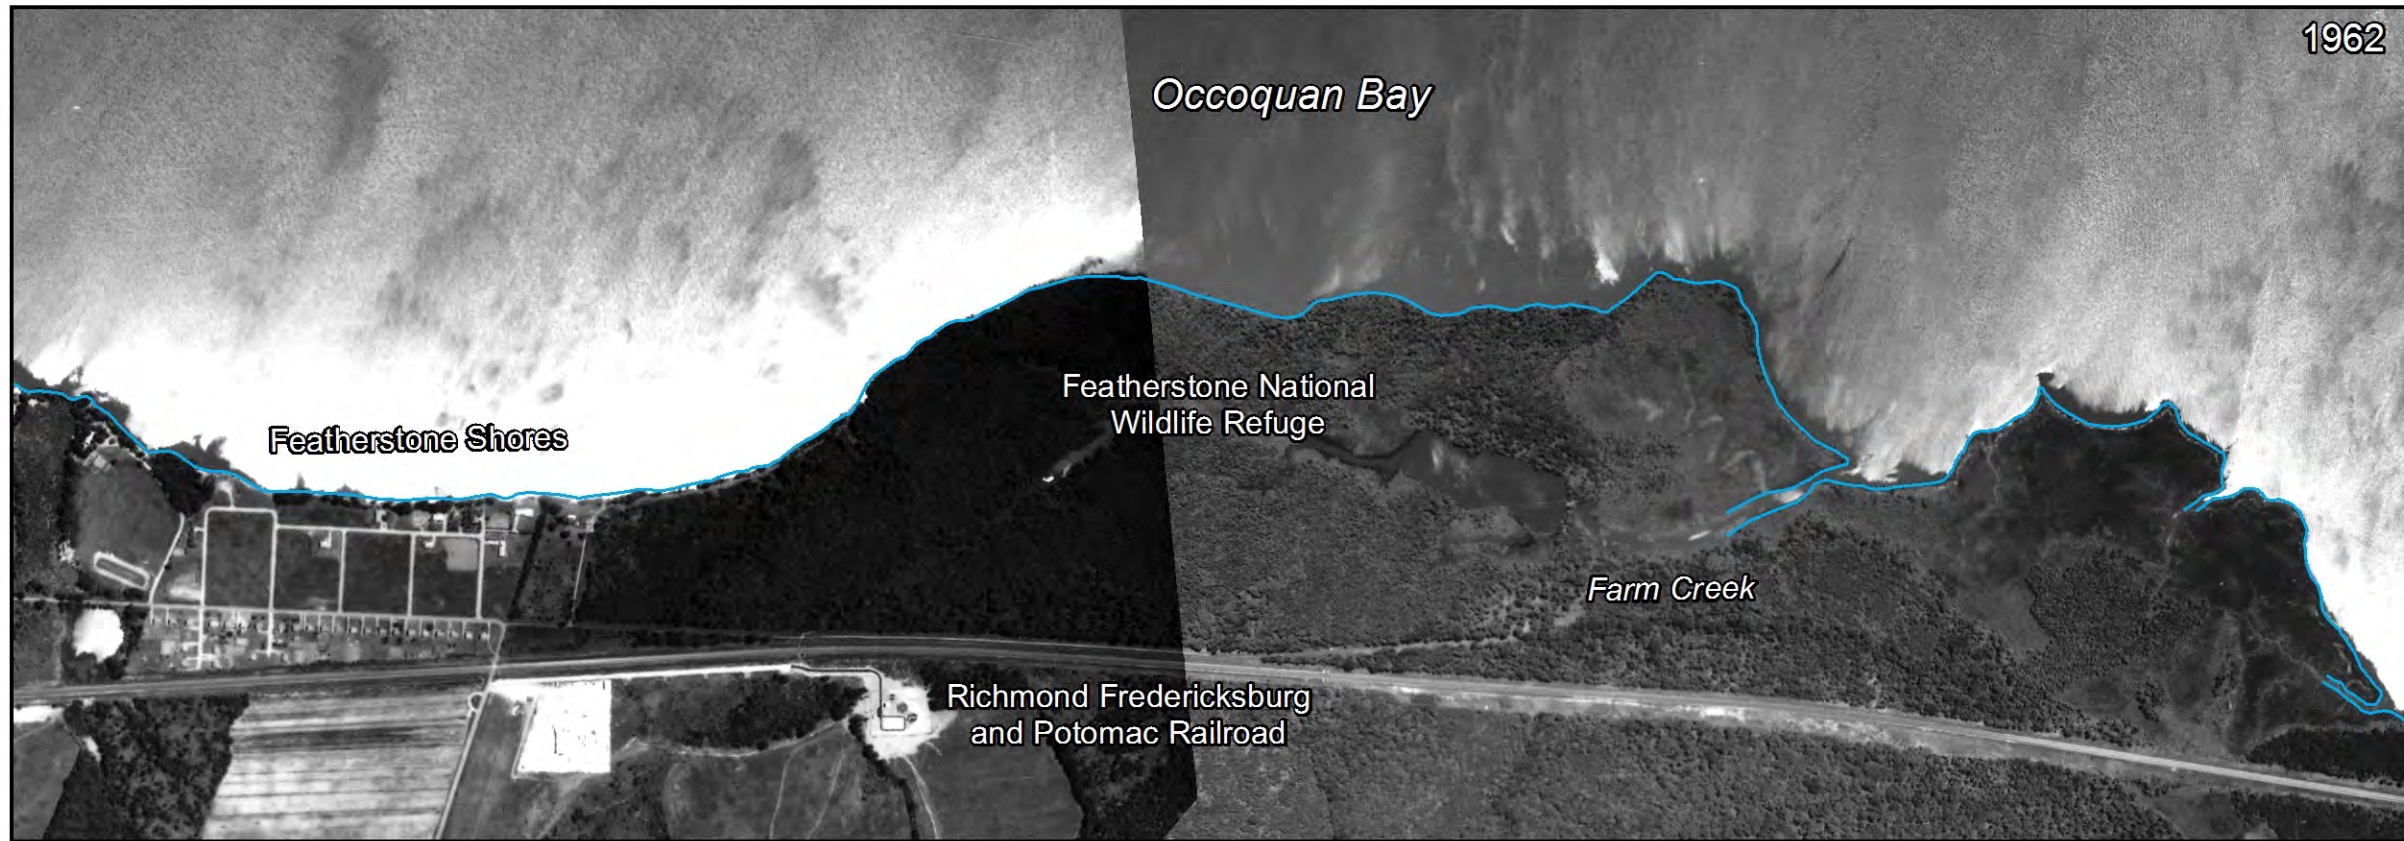 1962
Occoquan Bay
Featherstone National
Wildlife Refuge
Featherstone Shores
Farm Creek
Richmond Fredericksburg
and Potomac Railroad